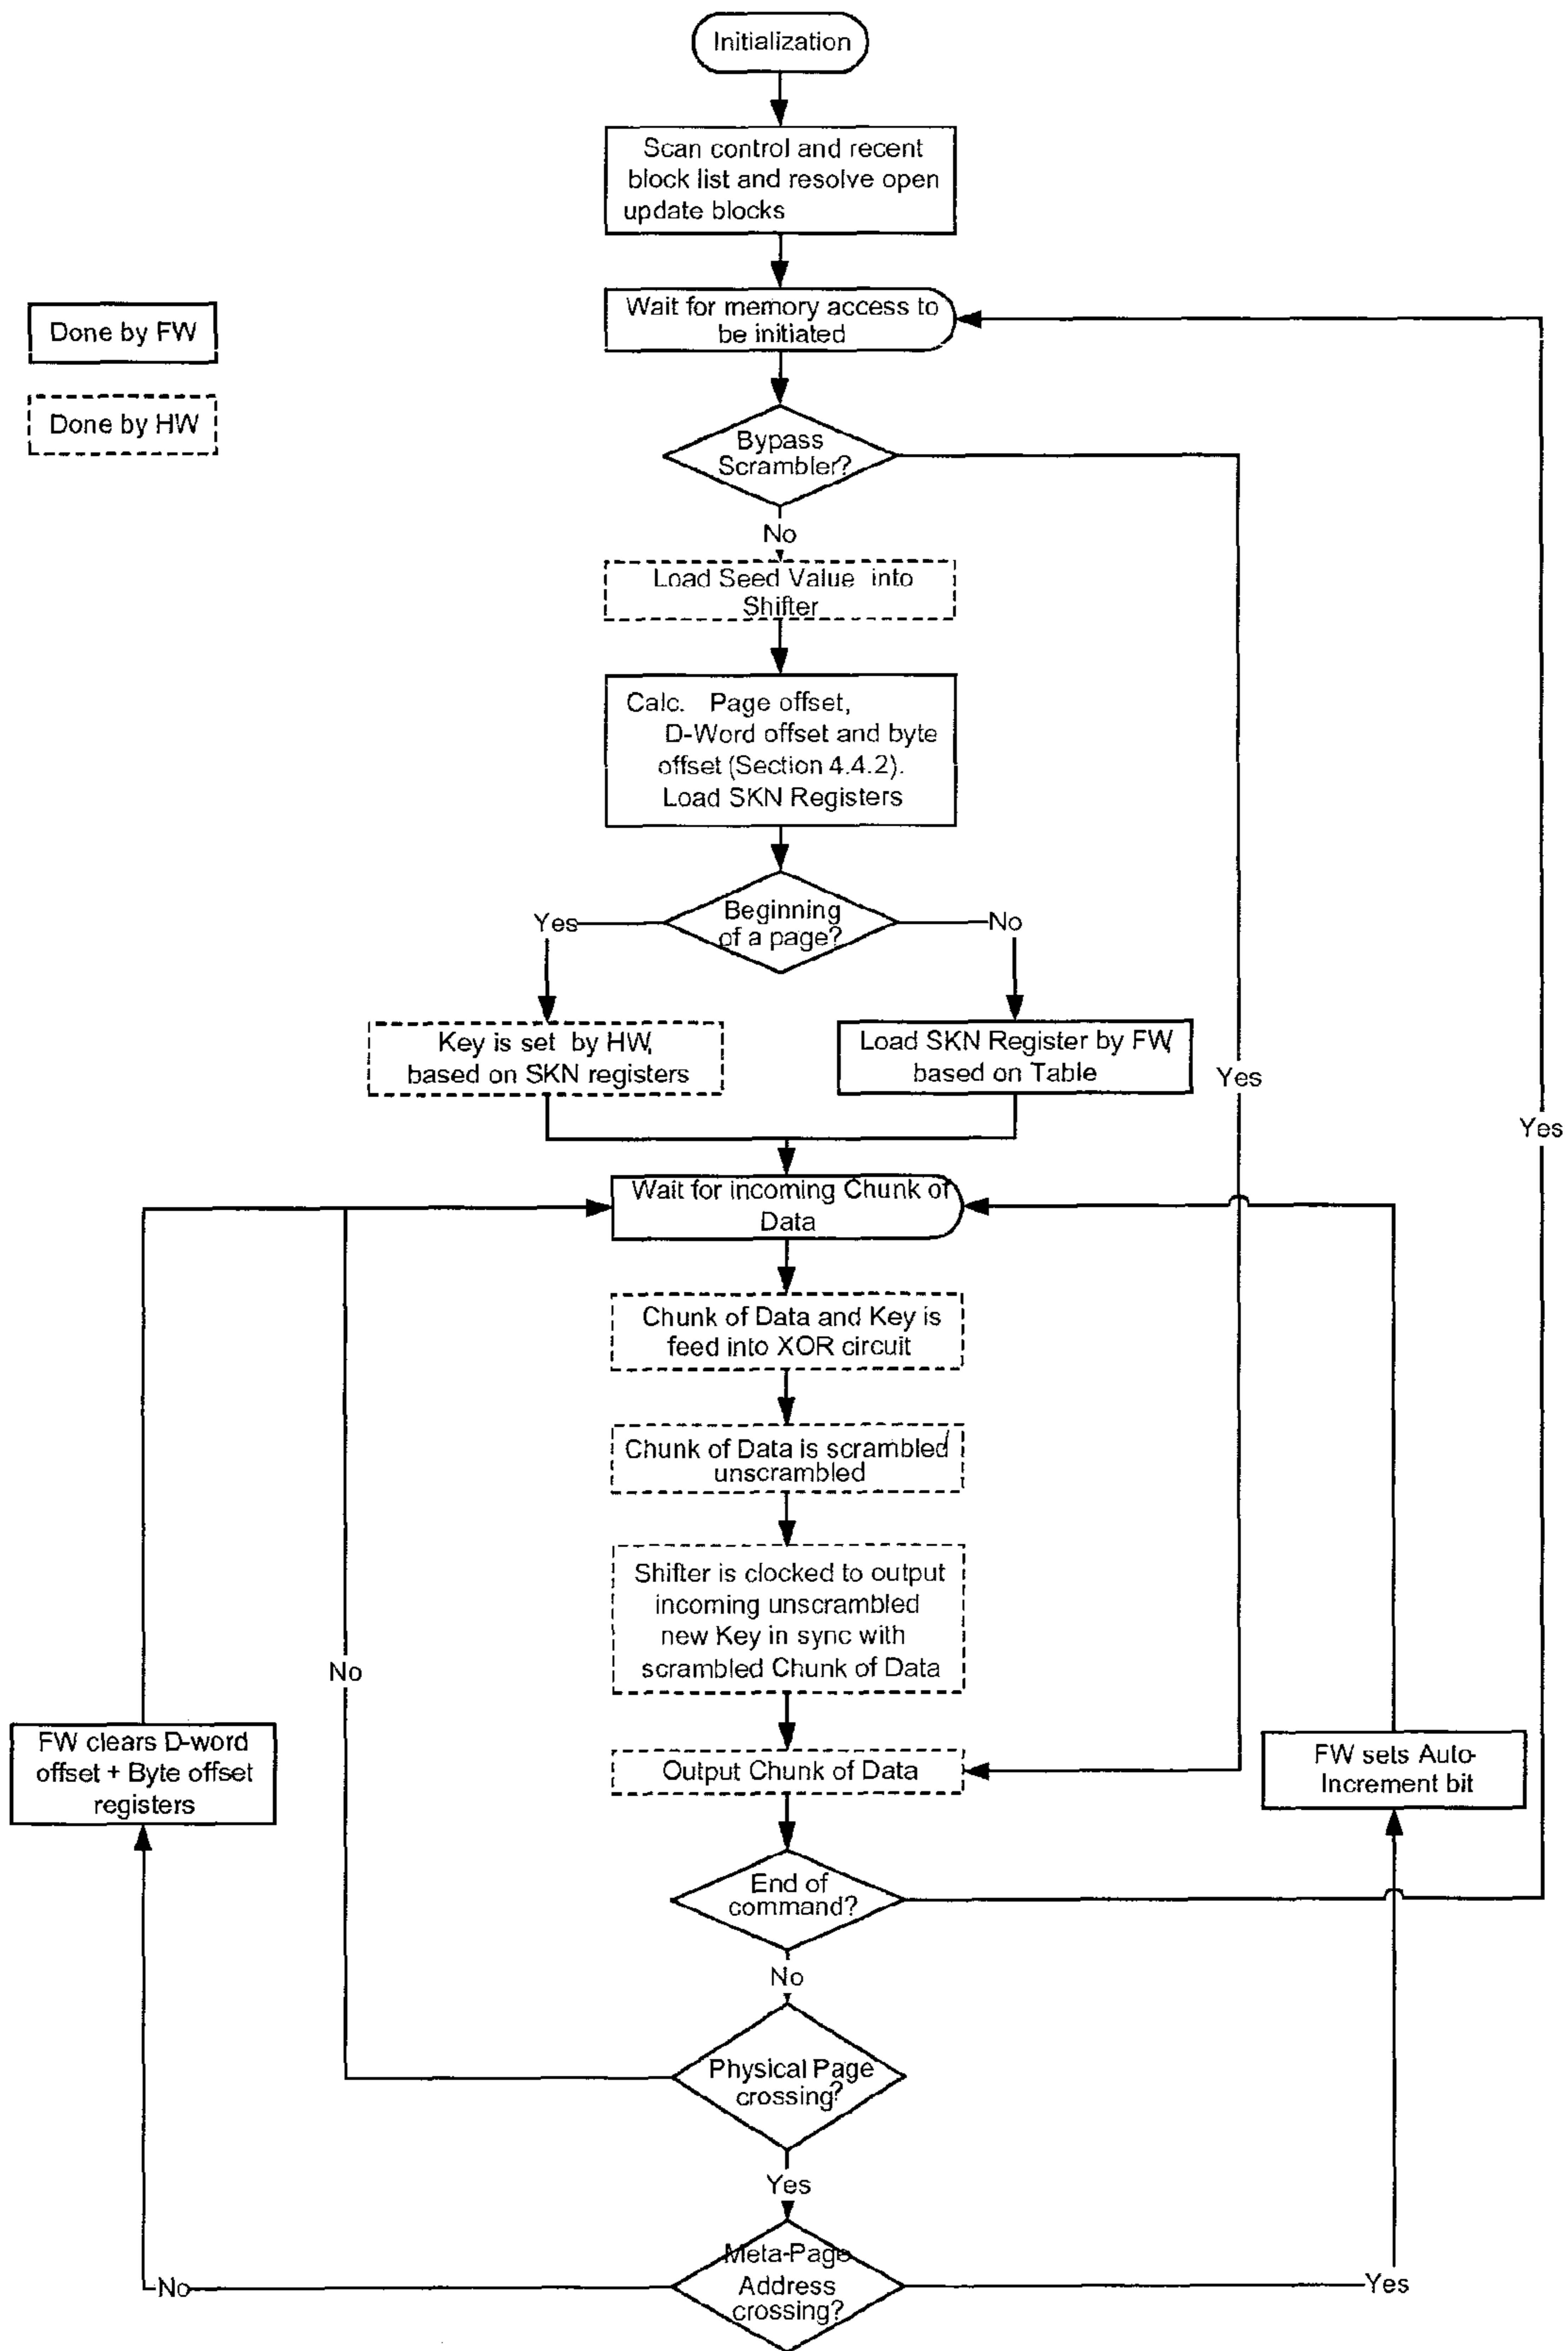 Initialization
Scan control and recent
block list and resolve open
update blocks
Done by FW
Done by HW
Wait for memory access to
be initiated
Bypass
Scrambler?
No
Load Seed Value into
Shifter
Calc. Page offset,
D-Word offset and byte
offset (Section 4.4.2).
Load SKN Registers
Beginning
of a page?
Yes
No
Key is set by HW,
based on SKN registers
Load SKN Register by FW,
based on Table
Yes
Yes
Wait for incoming Chunk of
Data
Chunk of Data and Key is
feed into XOR circuit
Chunk of Data is scrambled/
unscrambled
Shifter is clocked to output
incoming unscrambled
new Key in sync with
scrambled Chunk of Data
No
FW clears D-word
offset + Byte offset
registers
Output Chunk of Data
FW sets Auto-
Increment bit
End of
command?
No
Physical Page
crossing?
Yes
Meta-Page
Address
crossing?
No
Yes